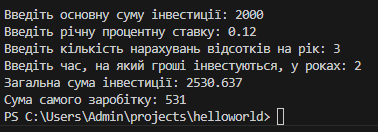 Введіть основну суму інвестиції: 2000
Введіть річну процентну ставку: 0.12
Введіть кількість нарахувань відсотків на рік: 3
Введіть час, на який гроші інвестуються, у роках: 2
Загальна сума інвестиції: 2530.637
Сума самого заробітку: 531
PS C:\Users\Admin\projects\helloworld>